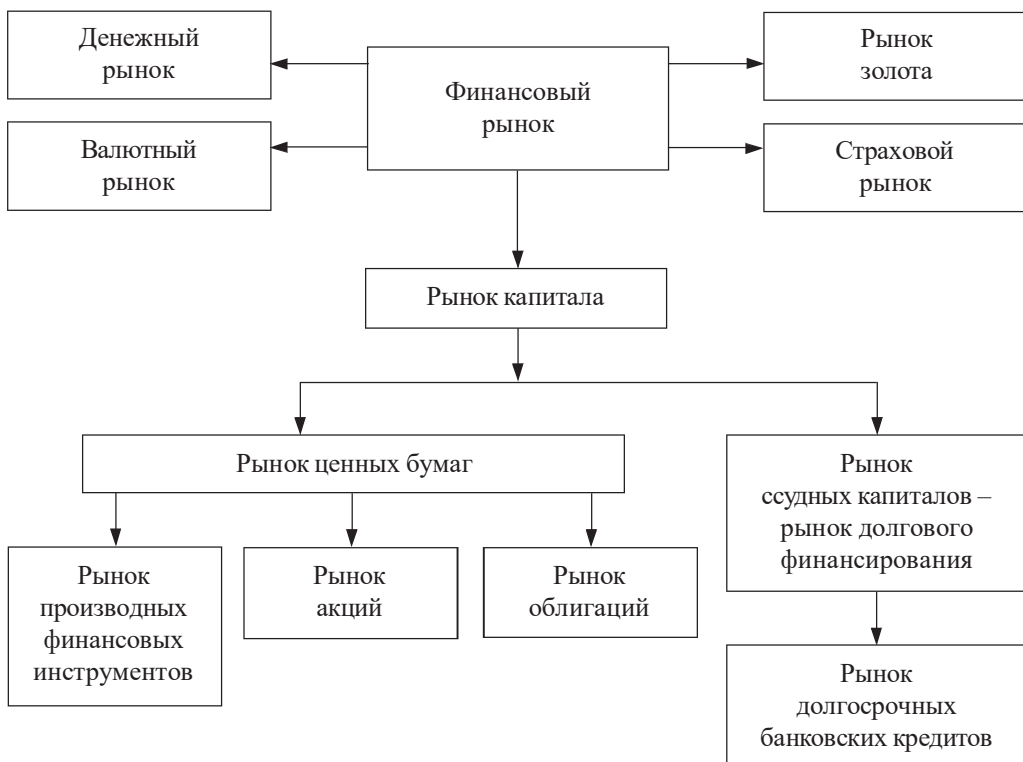 Денежный
рынок
Финансовый
рынок
Рынок
золота
Валютный
рынок
Страховой
рынок
Рынок капитала
Рынок ценных бумаг
Рынок
ссудных капиталов –
рынок долгового
финансирования
Рынок
производных
финансовых
инструментов
Рынок
акций
Рынок
облигаций
Рынок
долгосрочных
банковских кредитов